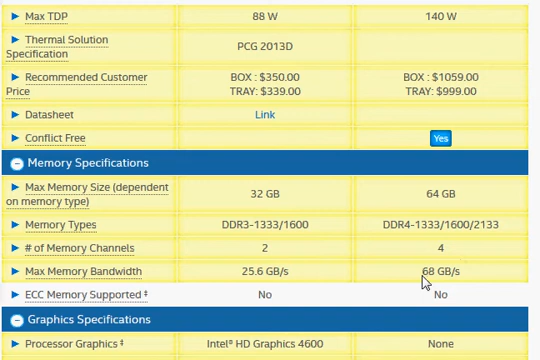 Max TDP 88 W 140 W
Thermal Solution
Specification PCG 2013D
Recommended Customer BOX : $350.00 BOX : $1059.00
Price TRAY: $339.00 TRAY: $999.00
Datasheet Link
Conflict Free Yes
Memory Specifications
Max Memory Size (dependent
on memory type) 32 GB 64 GB
Memory Types DDR3-1333/1600 DDR4-1333/1600/2133
# of Memory Channels 2 4
Max Memory Bandwidth 25.6 GB/s 68 GB/s
ECC Memory Supported ‡ No No
Graphics Specifications
Processor Graphics ‡ Intel® HD Graphics 4600 None